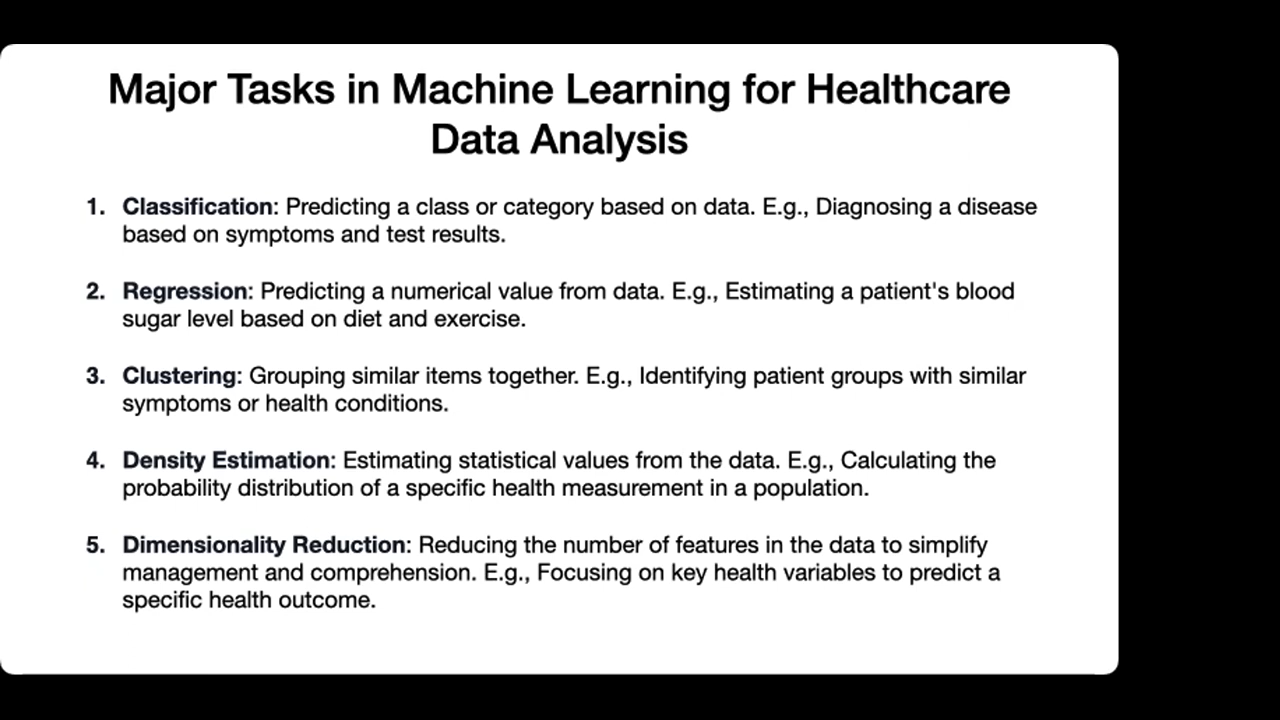 Major Tasks in Machine Learning for Healthcare
Data Analysis
1. Classification: Predicting a class or category based on data. E.g., Diagnosing a disease
based on symptoms and test results.
2. Regression: Predicting a numerical value from data. E.g., Estimating a patient's blood
sugar level based on diet and exercise.
3. Clustering: Grouping similar items together. E.g., Identifying patient groups with similar
symptoms or health conditions.
4. Density Estimation: Estimating statistical values from the data. E.g., Calculating the
probability distribution of a specific health measurement in a population.
5. Dimensionality Reduction: Reducing the number of features in the data to simplify
management and comprehension. E.g., Focusing on key health variables to predict a
specific health outcome.